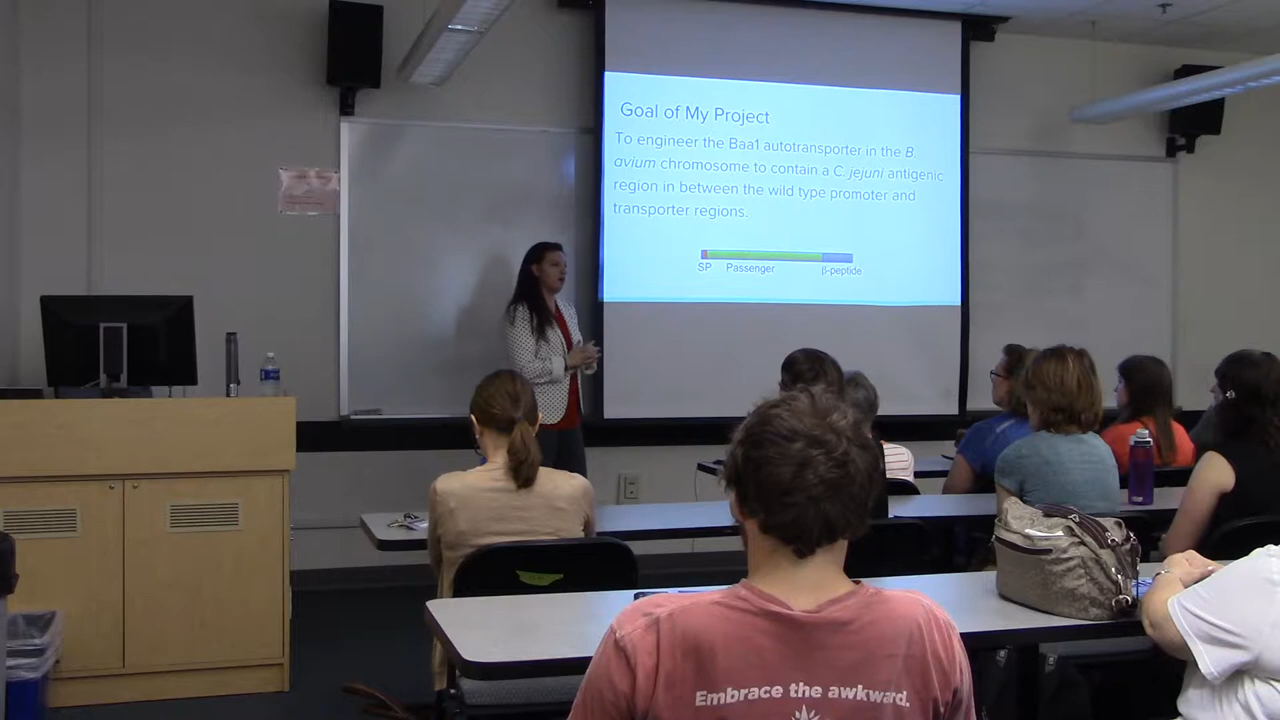 Goal of My Project
To engineer the Baa1 autotransporter in the B.
avium chromosome to contain a C. jejuni antigenic
region in between the wild type promoter and
transporter regions.
SP Passenger β-peptide
Embrace the awkward.